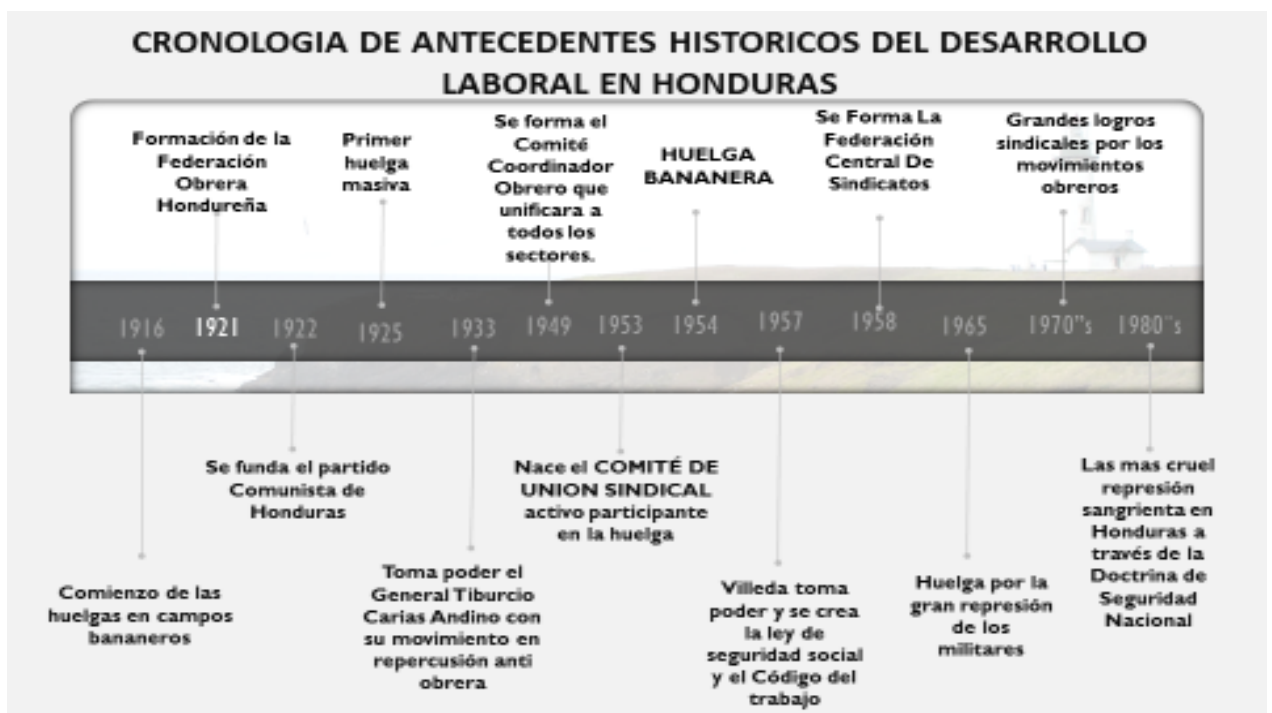 CRONOLOGIA DE ANTECEDENTES HISTORICOS DEL DESARROLLO
LABORAL EN HONDURAS
Formación de la
Federación
Obrera
Hondureña
Primer
huelga
masiva
Se forma el
Comité
Coordinador
Obrero que
unificara a
todos los
sectores.
HUELGA
BANANERA
Se Forma La
Federación
Central De
Sindicatos
Grandes logros
sindicales por los
movimientos
obreros
1916 1921 1922 1925 1933 1949 1953 1954 1957 1958 1965 1970"s 1980¨s
Comienzo de las
huelgas en campos
bananeros
Se funda el partido
Comunista de
Honduras
Toma poder el
General Tiburcio
Carias Andino con
su movimiento en
repercusión anti
obrera
Nace el COMITÉ DE
UNION SINDICAL
activo participante
en la huelga
Villeda toma
poder y se crea
la ley de
seguridad social
y el Código del
trabajo
Huelga por la
gran represión
de los
militares
Las mas cruel
represión
sangrienta en
Honduras a
través de la
Doctrina de
Seguridad
Nacional